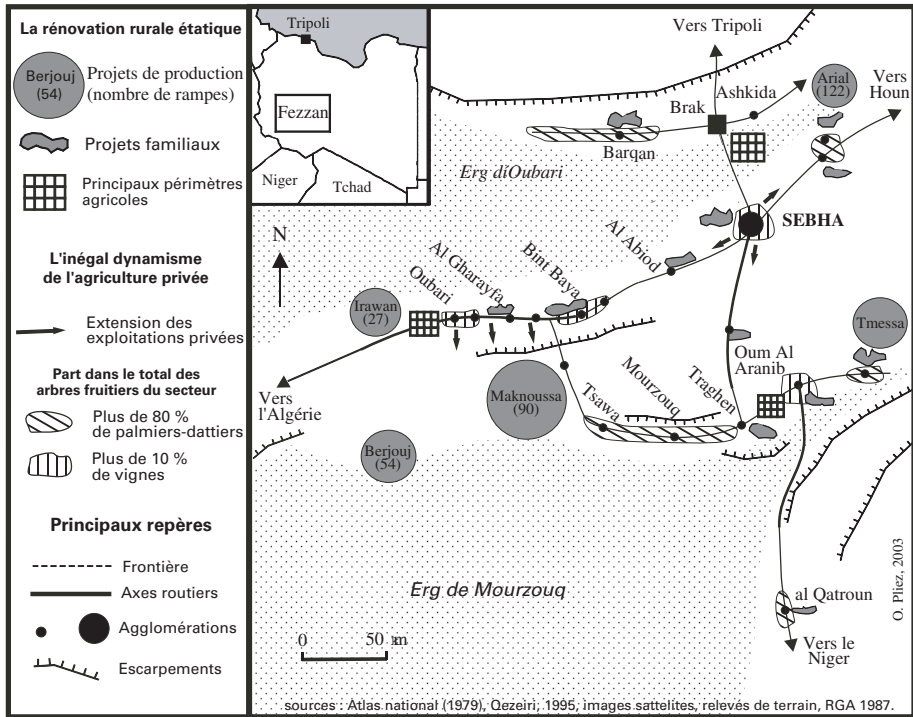 La rénovation rurale étatique
Berjouj
(54)
Projets de production
(nombre de rampes)
Projets familiaux
Principaux périmètres
agricoles
L'inégal dynamisme
de l'agriculture privée
Extension des
exploitations privées
Part dans le total des
arbres fruitiers du secteur
Plus de 80 %
de palmiers-dattiers
Plus de 10 %
de vignes
Principaux repères
Frontière
Axes routiers
Agglomérations
Escarpements
Tripoli
Fezzan
Niger
Tchad
Vers Tripoli
Vers
Houn
Arial
(122)
Ashkida
Brak
Barqan
Erg diOubari
SEBHA
N
Al Abiod
Bint Baya
Al Gharayfa
Oubari
Irawan
(27)
Tmessa
Oum Al
Aranib
Traghen
Mourzouq
Tsawa
Maknoussa
(90)
Vers
l'Algérie
Berjouj
(54)
Erg de Mourzouq
al Qatroun
Vers le
Niger
0 50 m
O. Pliez, 2003
sources : Atlas national (1979), Qezeiri, 1995, images sattelites, relevés de terrain, RGA 1987.